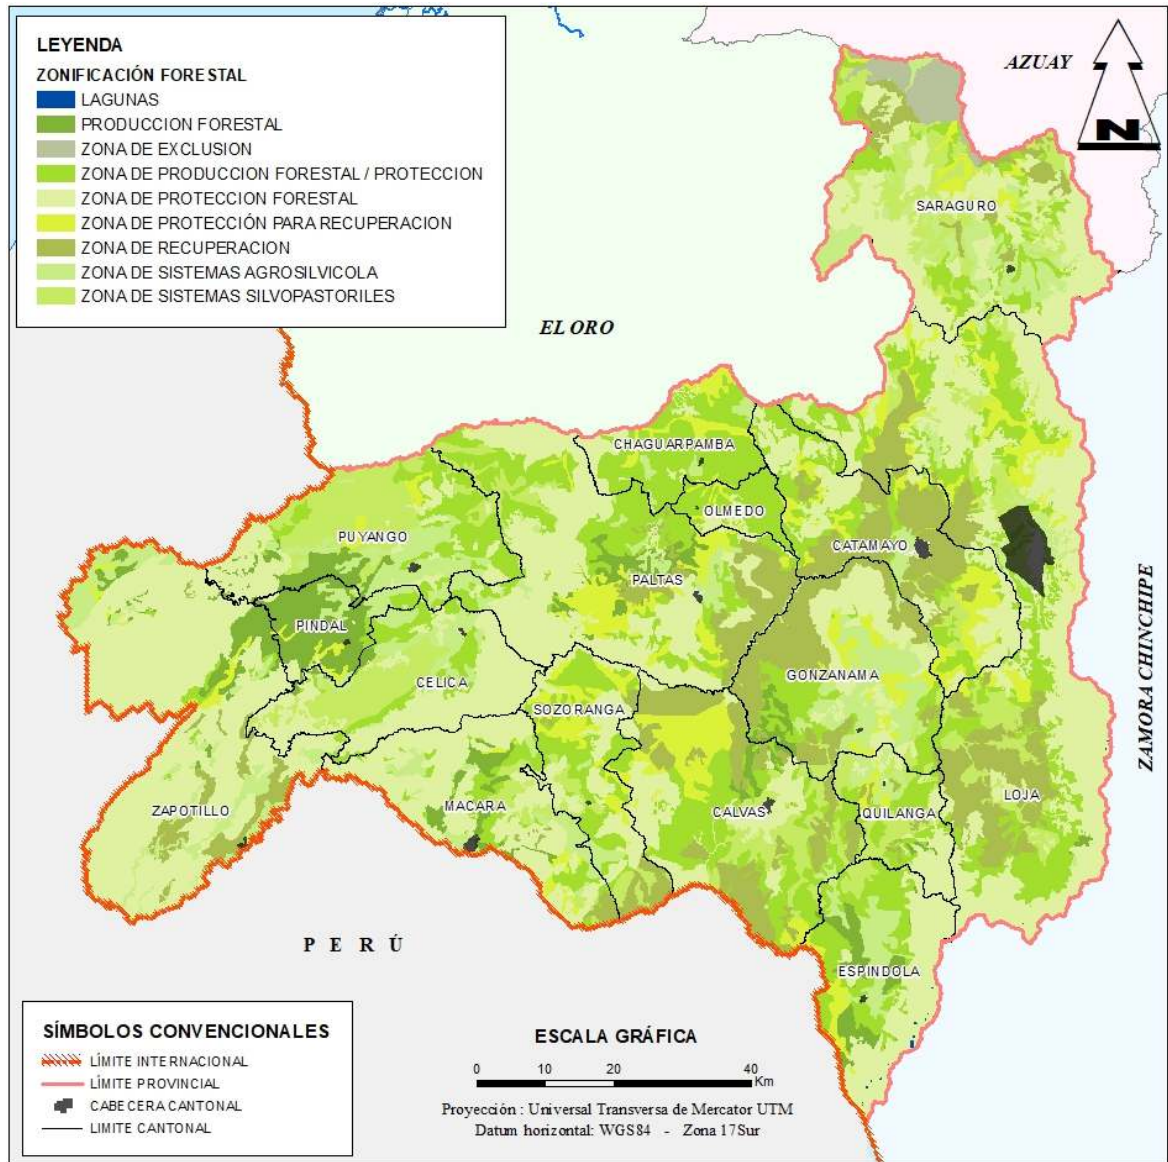 LEYENDA
ZONIFICACIÓN FORESTAL
LAGUNAS
PRODUCCION FORESTAL
ZONA DE EXCLUSION
ZONA DE PRODUCCION FORESTAL / PROTECCION
ZONA DE PROTECCION FORESTAL
ZONA DE PROTECCIÓN PARA RECUPERACION
ZONA DE RECUPERACION
ZONA DE SISTEMAS AGROSILVICOLA
ZONA DE SISTEMAS SILVOPASTORILES
AZUAY
N
SARAGURO
EL ORO
CHAGUARPAMBA
OLMEDO
PUYANGO
CATAMAYO
PALTAS
ZAMORA CHINCHIPE
PINDAL
GONZANAMA
CELICA
SOZORANGA
LOJA
ZAPOTILLO
MACARA
CALVAS
QUILANGA
PERÚ
ESPINDOLA
SÍMBOLOS CONVENCIONALES
LÍMITE INTERNACIONAL
LÍMITE PROVINCIAL
CABECERA CANTONAL
LIMITE CANTONAL
ESCALA GRÁFICA
0 10 20 40
Km
Proyección : Universal Transversa de Mercator UTM
Datum horizontal: WGS84 - Zona 17Sur